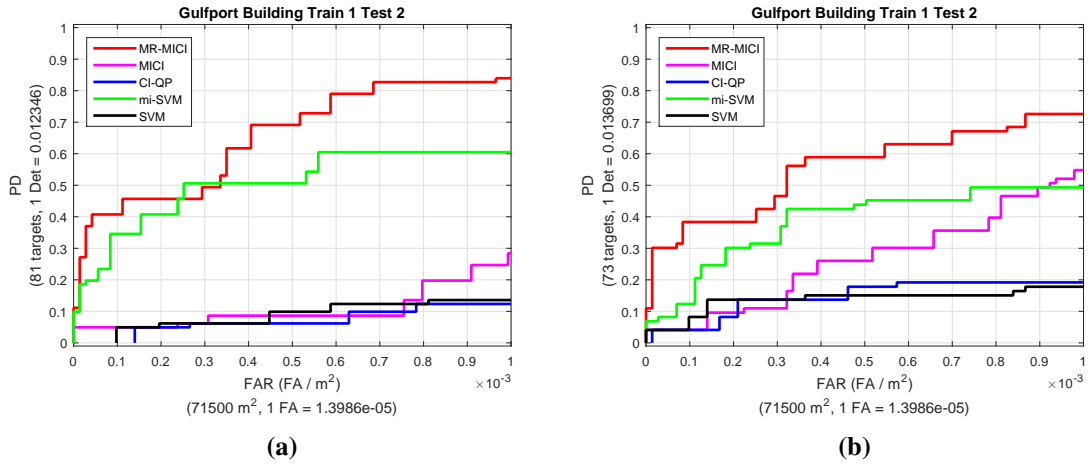 Gulfport Building Train 1 Test 2
1
0.9
0.8
0.7
0.6
0.5
0.4
0.3
0.2
0.1
0
PD
(81 targets, 1 Det = 0.012346)
MR-MICI
MICI
CI-QP
mi-SVM
SVM
0 0.1 0.2 0.3 0.4 0.5 0.6 0.7 0.8 0.9 1
×10⁻³
FAR (FA / m²)
(71500 m², 1 FA = 1.3986e-05)
(a)
Gulfport Building Train 1 Test 2
1
0.9
0.8
0.7
0.6
0.5
0.4
0.3
0.2
0.1
0
PD
(73 targets, 1 Det = 0.013699)
MR-MICI
MICI
CI-QP
mi-SVM
SVM
0 0.1 0.2 0.3 0.4 0.5 0.6 0.7 0.8 0.9 1
×10⁻³
FAR (FA / m²)
(71500 m², 1 FA = 1.3986e-05)
(b)